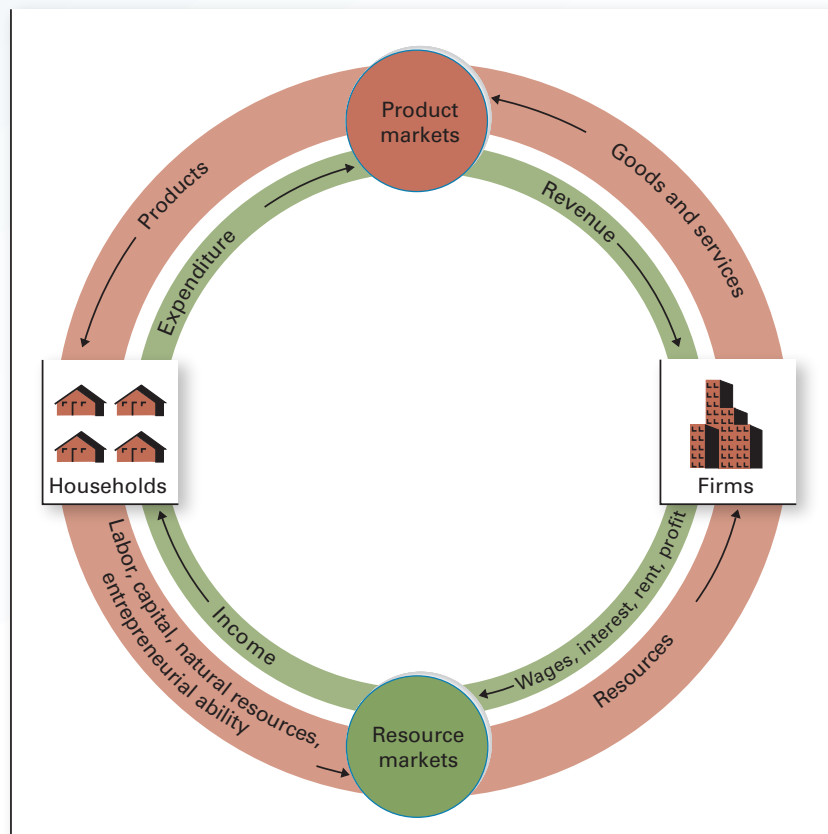 Product
markets
Products
Goods and services
Expenditure
Revenue
Households
Firms
Labor, capital, natural resources,
entrepreneurial ability
Income
Wages, interest, rent, profit
Resources
Resource
markets